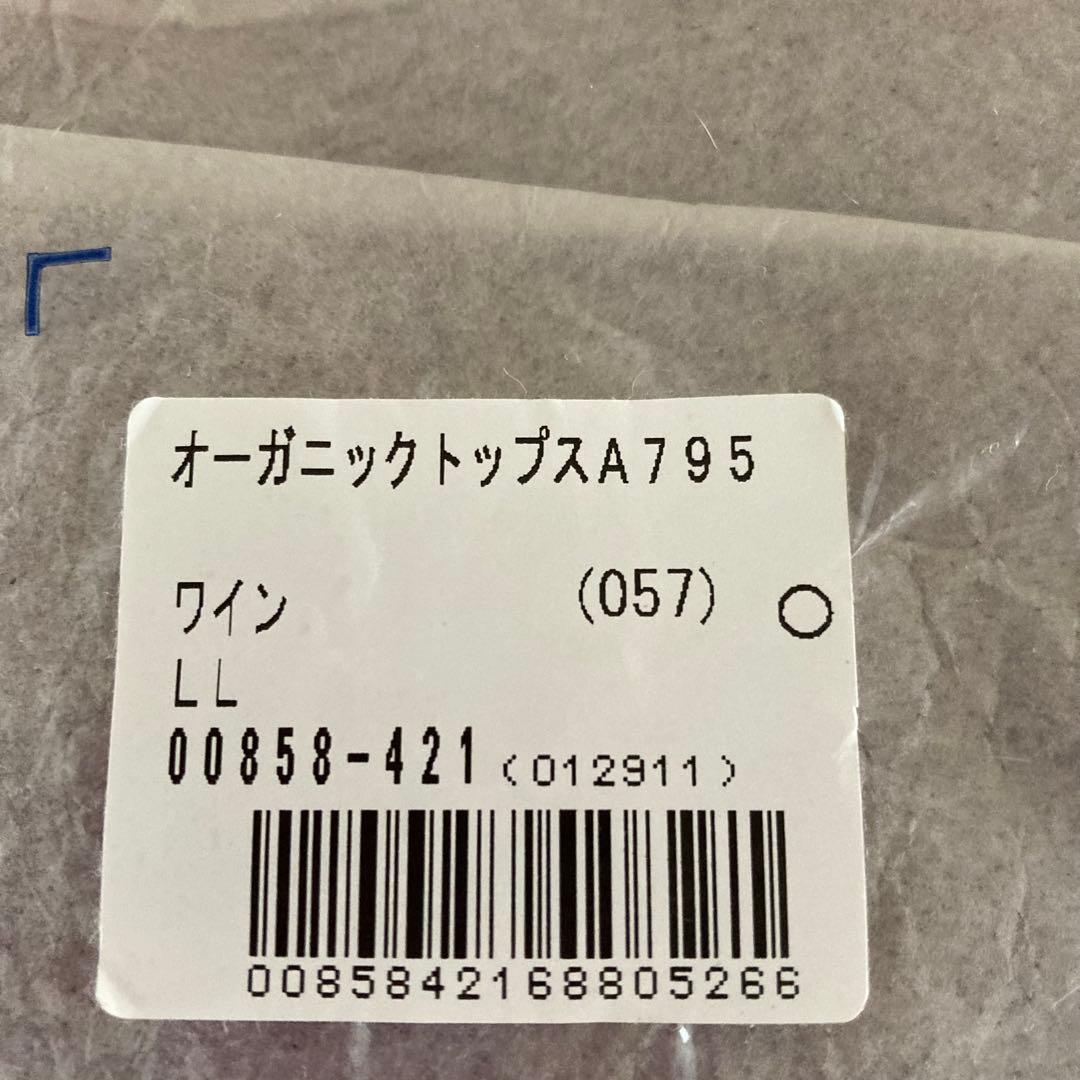 オーガニックトップスA795
ワイン (057) ○
LL
00858-421 (012911)
0085842168805266